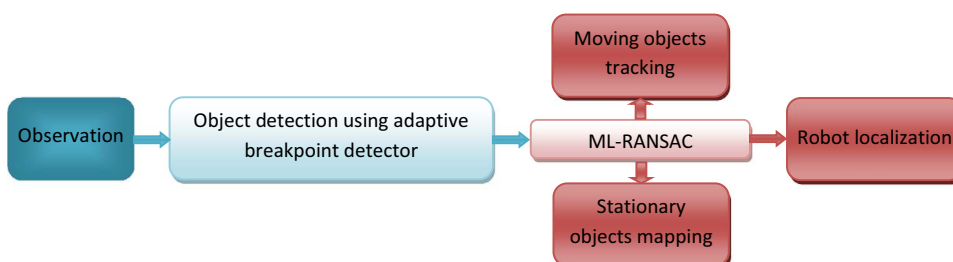 Observation
Object detection using adaptive
breakpoint detector
Moving objects
tracking
ML-RANSAC
Stationary
objects mapping
Robot localization